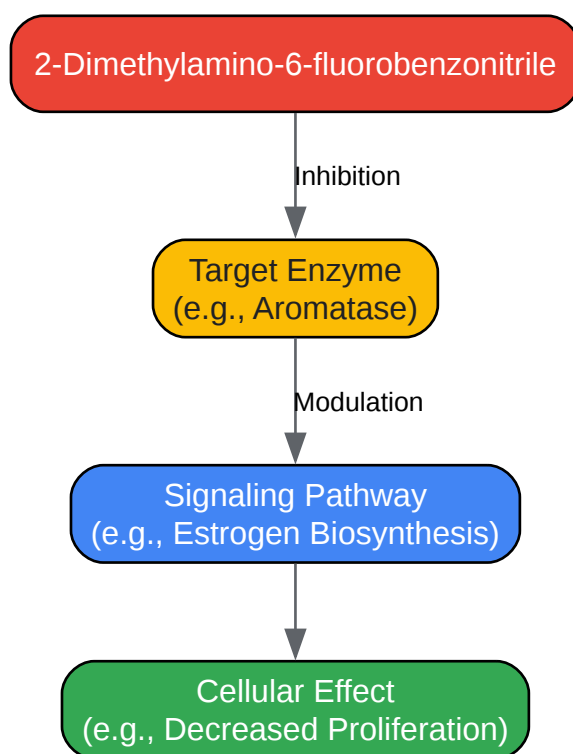 2-Dimethylamino-6-fluorobenzonitrile
Inhibition
Target Enzyme
(e.g., Aromatase)
Modulation
Signaling Pathway
(e.g., Estrogen Biosynthesis)
Cellular Effect
(e.g., Decreased Proliferation)